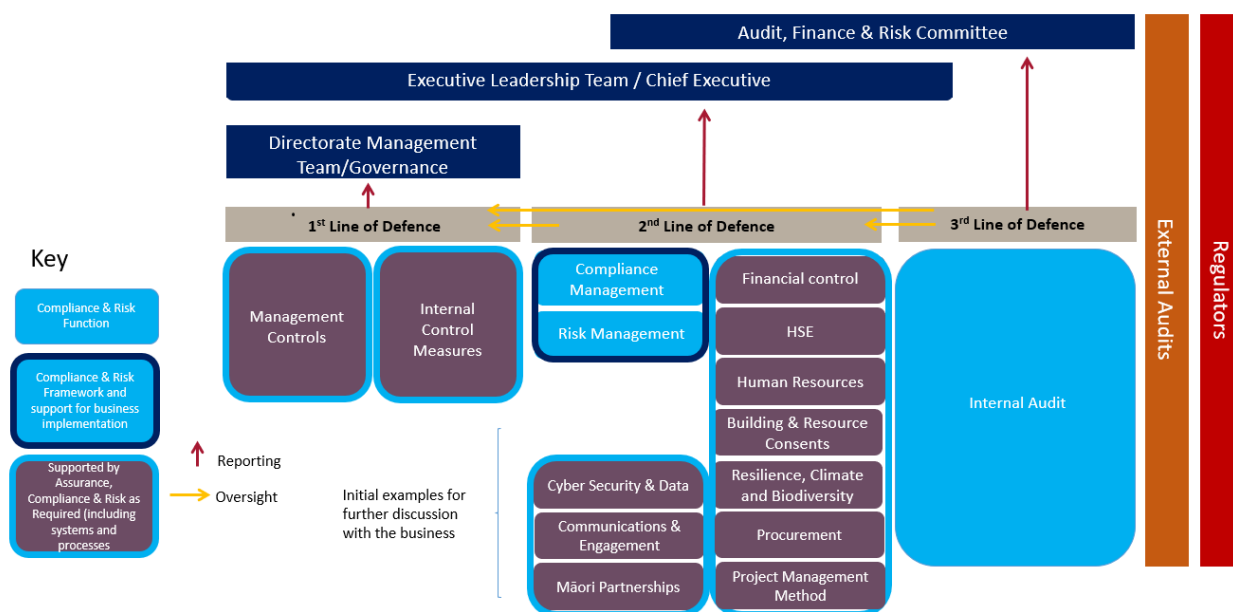 Audit, Finance & Risk Committee
Executive Leadership Team / Chief Executive
Directorate Management
Team/Governance
1st Line of Defence
2nd Line of Defence
3rd Line of Defence
External Audits
Regulators
Key
Compliance & Risk
Function
Compliance & Risk
Framework and
support for business
implementation
Supported by
Assurance,
Compliance & Risk as
Required (including
systems and
processes
Reporting
Oversight
Management
Controls
Internal
Control
Measures
Compliance
Management
Risk Management
Initial examples for
further discussion
with the business
Cyber Security & Data
Communications &
Engagement
Māori Partnerships
Financial control
HSE
Human Resources
Building & Resource
Consents
Resilience, Climate
and Biodiversity
Procurement
Project Management
Method
Internal Audit